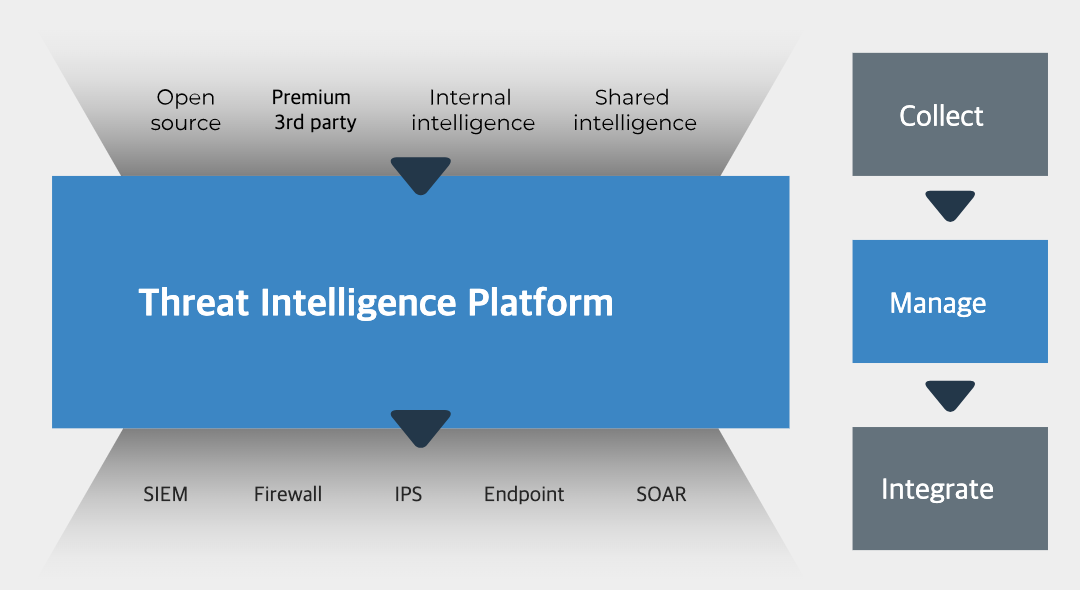 Open source
Premium 3rd party
Internal intelligence
Shared intelligence
Collect
Threat Intelligence Platform
Manage
SIEM
Firewall
IPS
Endpoint
SOAR
Integrate